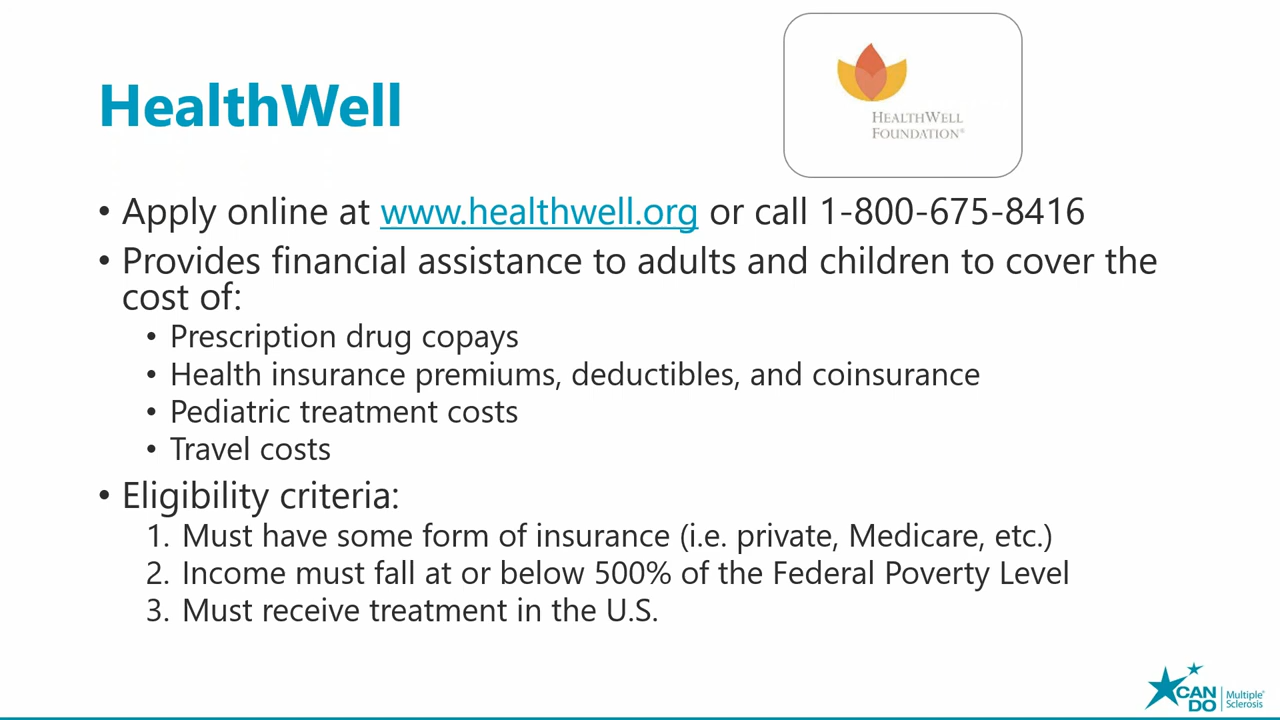 HealthWell
HEALTHWELL
FOUNDATION®
• Apply online at www.healthwell.org or call 1-800-675-8416
• Provides financial assistance to adults and children to cover the
cost of:
• Prescription drug copays
• Health insurance premiums, deductibles, and coinsurance
• Pediatric treatment costs
• Travel costs
• Eligibility criteria:
1. Must have some form of insurance (i.e. private, Medicare, etc.)
2. Income must fall at or below 500% of the Federal Poverty Level
3. Must receive treatment in the U.S.
CAN DO
Multiple®
Sclerosis